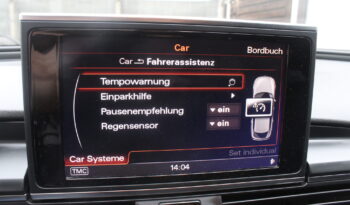 Car
Bordbuch
Car Fahrerassistenz
Tempowarnung
Einparkhilfe
Pausenempfehlung ein
Regensensor ein
Car Systeme
Set individual
TMC
14:04